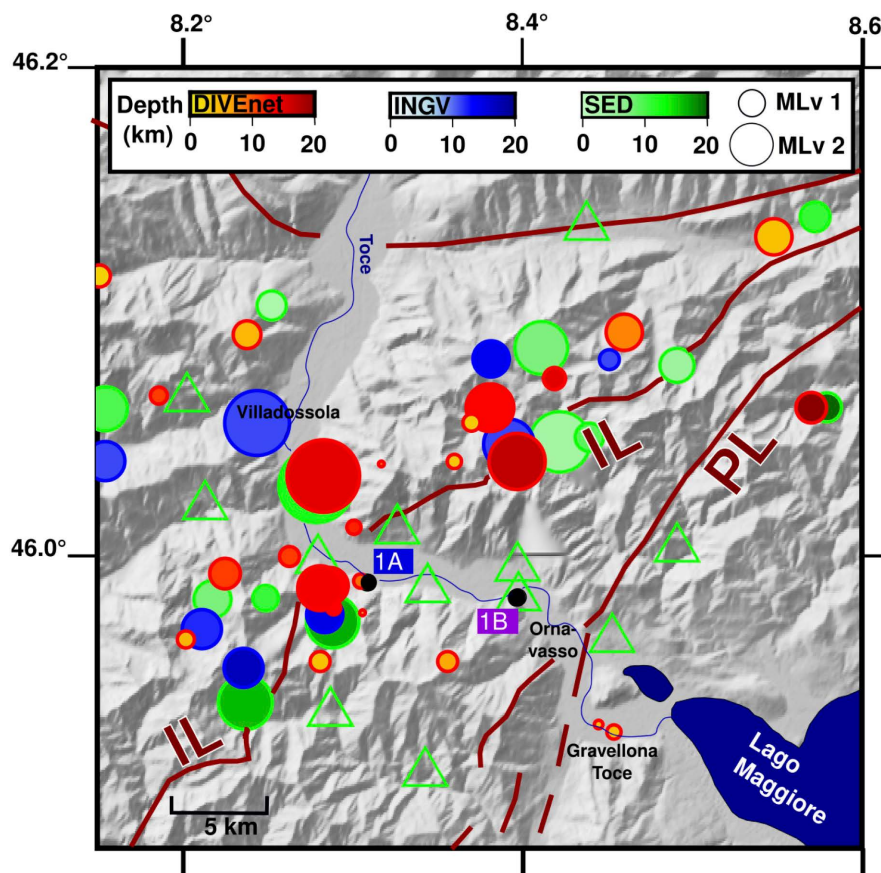 8.2° 8.4° 8.6
46.2°
Depth DIVEnet INGV SED MLv 1
(km) 0 10 20 0 10 20 0 10 20 MLv 2
Toce
Villadossola
IL
PL
46.0°
1A
1B
Orna-
vasso
IL
Gravellona
Toce
Lago
Maggiore
5 km